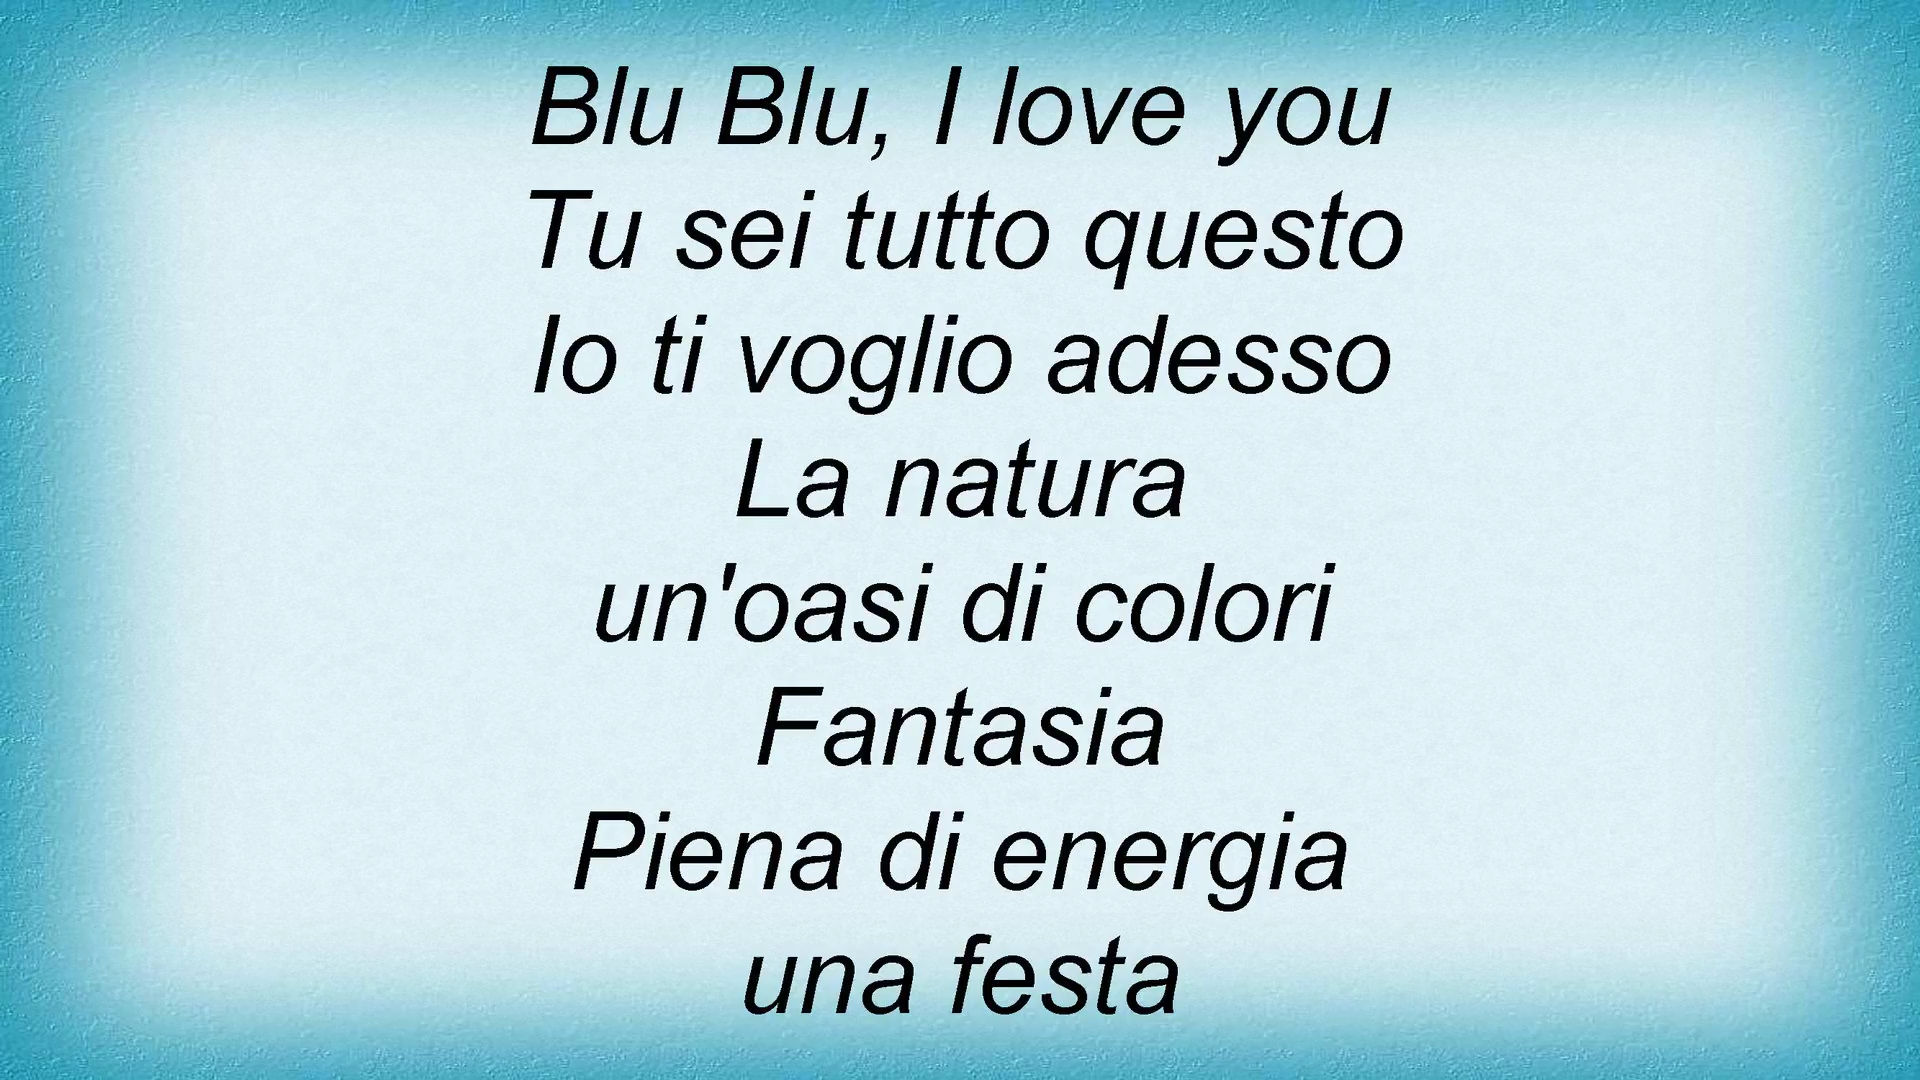 Blu Blu, I love you
Tu sei tutto questo
Io ti voglio adesso
La natura
un'oasi di colori
Fantasia
Piena di energia
una festa